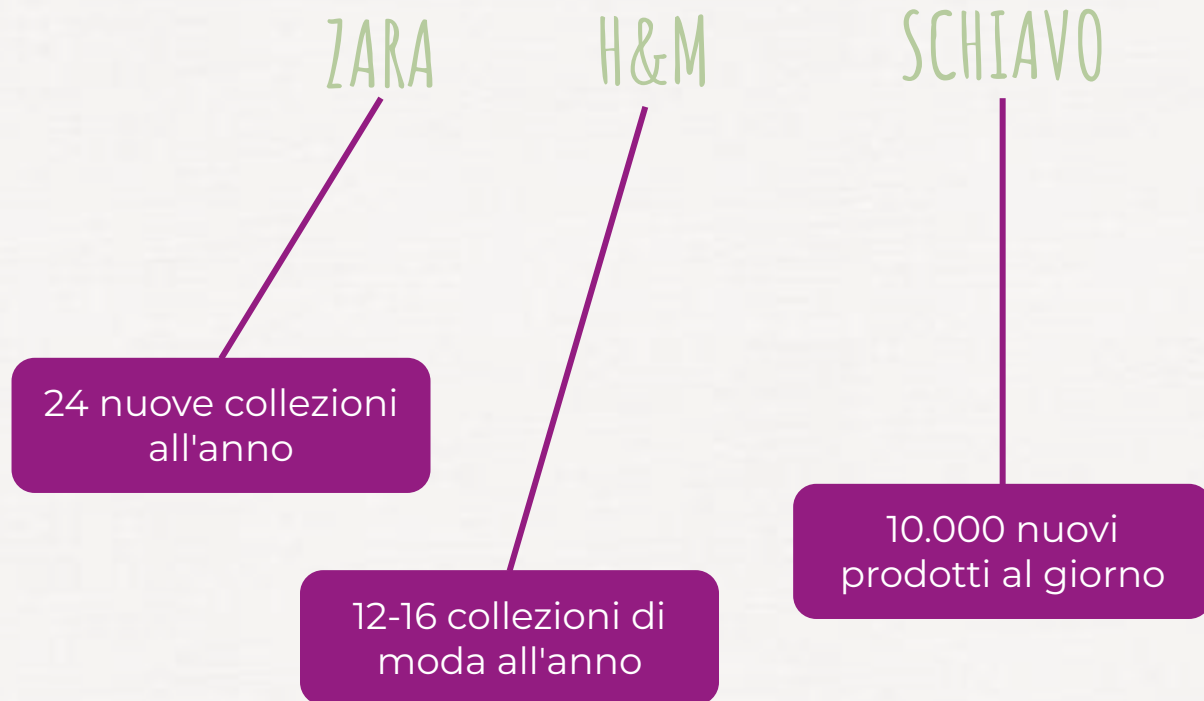 ZARA
H&M
SCHIAVO
24 nuove collezioni
all'anno
12-16 collezioni di
moda all'anno
10.000 nuovi
prodotti al giorno